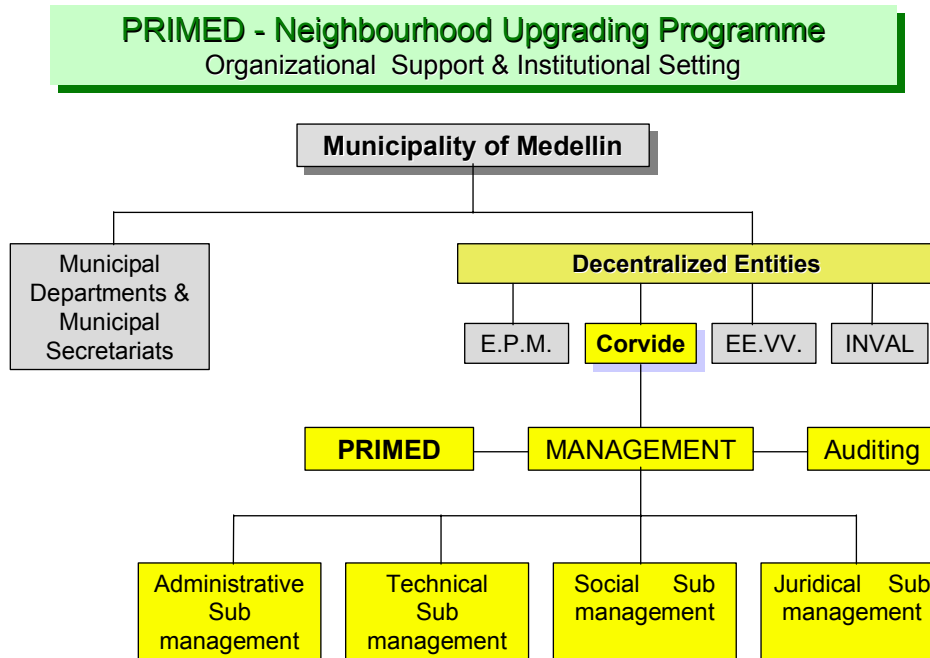 PRIMED - Neighbourhood Upgrading Programme
Organizational Support & Institutional Setting
Municipality of Medellin
Municipal
Departments &
Municipal
Secretariats
Decentralized Entities
E.P.M.
Corvide
EE.VV.
INVAL
PRIMED
MANAGEMENT
Auditing
Administrative
Sub
management
Technical
Sub
management
Social Sub
management
Juridical Sub
management